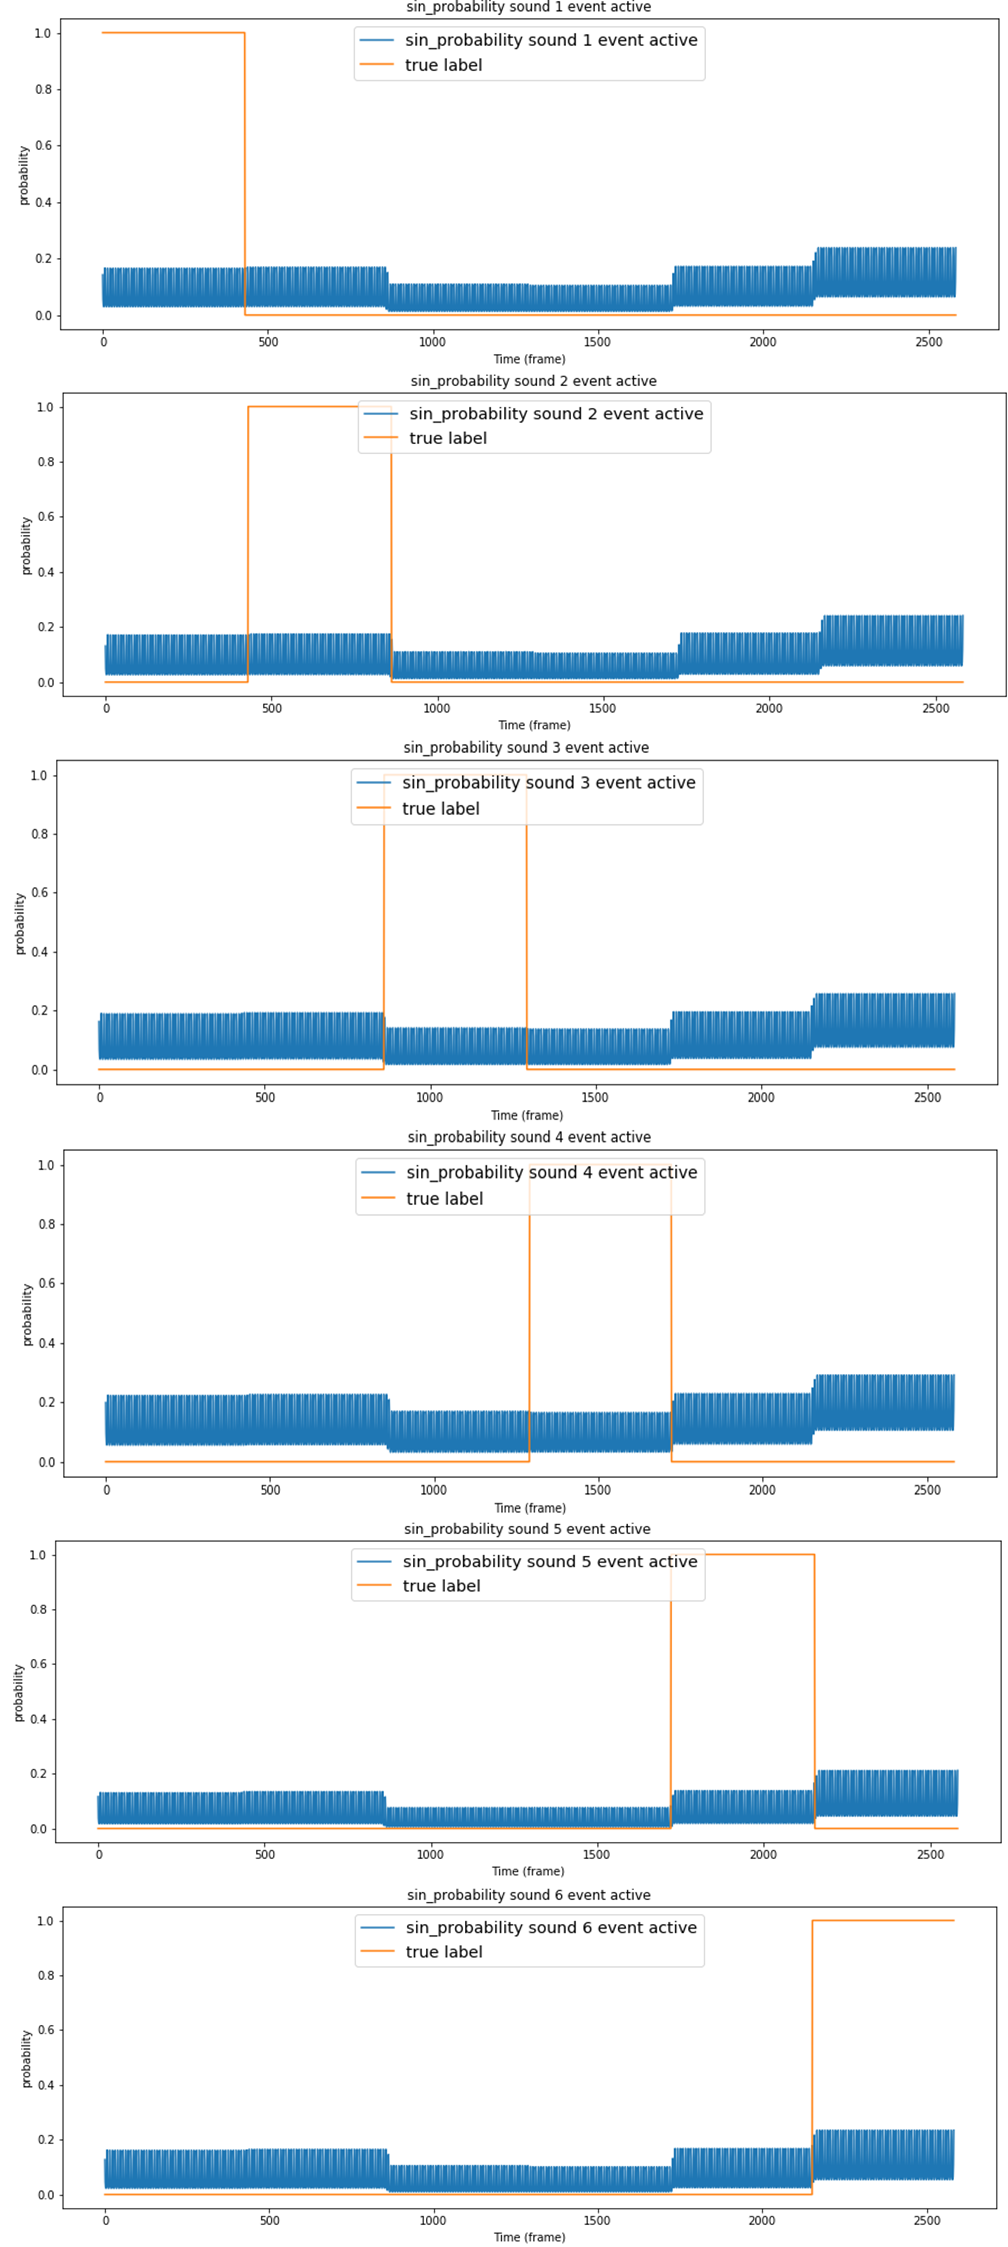 sin_probability sound 1 event active
sin_probability sound 1 event active
true label
1.0
0.8
0.6
0.4
0.2
0.0
probability
0 500 1000 1500 2000 2500
Time (frame)
sin_probability sound 2 event active
sin_probability sound 2 event active
true label
1.0
0.8
0.6
0.4
0.2
0.0
probability
0 500 1000 1500 2000 2500
Time (frame)
sin_probability sound 3 event active
sin_probability sound 3 event active
true label
1.0
0.8
0.6
0.4
0.2
0.0
probability
0 500 1000 1500 2000 2500
Time (frame)
sin_probability sound 4 event active
sin_probability sound 4 event active
true label
1.0
0.8
0.6
0.4
0.2
0.0
probability
0 500 1000 1500 2000 2500
Time (frame)
sin_probability sound 5 event active
sin_probability sound 5 event active
true label
1.0
0.8
0.6
0.4
0.2
0.0
probability
0 500 1000 1500 2000 2500
Time (frame)
sin_probability sound 6 event active
sin_probability sound 6 event active
true label
1.0
0.8
0.6
0.4
0.2
0.0
probability
0 500 1000 1500 2000 2500
Time (frame)